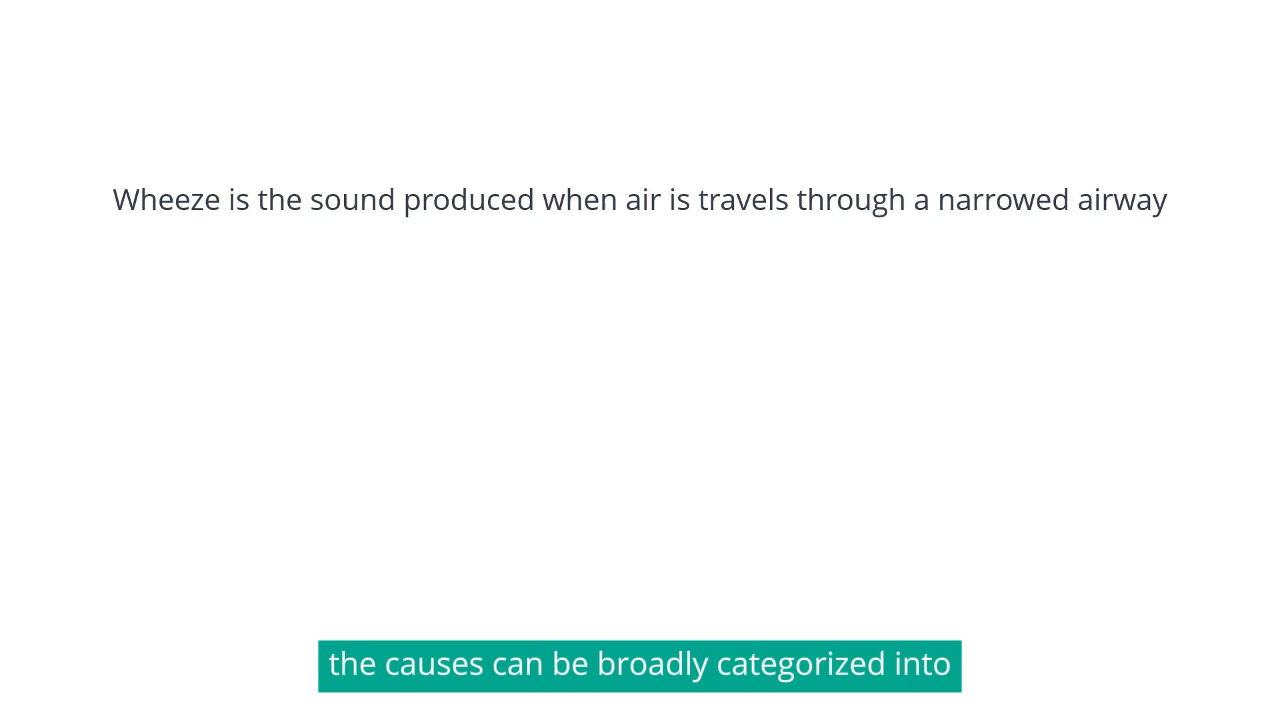 Wheeze is the sound produced when air is travels through a narrowed airway
the causes can be broadly categorized into